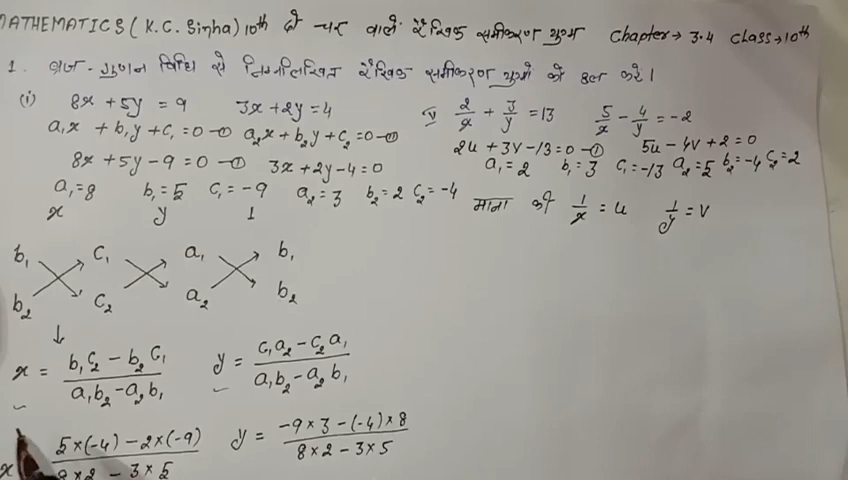 MATHEMATICS (K.C. Sinha) 10th दो चर वाले रैखिक समीकरण युग्म Chapter → 3.4 Class → 10th
1. व्रज-गुणन विधि से निम्नलिखित रैखिक समीकरण युग्मों को हल करें।
(i) 8x + 5y = 9 3x + 2y = 4
a₁x + b₁y + c₁ = 0 – ① a₂x + b₂y + c₂ = 0 – ⑪
8x + 5y – 9 = 0 – ① 3x + 2y – 4 = 0
a₁ = 8 b₁ = 5 c₁ = –9 a₂ = 3 b₂ = 2 c₂ = –4
x y 1
b₁ c₁ a₁ b₁
b₂ c₂ a₂ b₂
↓
x = (b₁c₂ – b₂c₁)/(a₁b₂ – a₂b₁) y = (c₁a₂ – c₂a₁)/(a₁b₂ – a₂b₁)
x (5×(–4) – 2×(–9))/(8×2 – 3×5) y = (–9×3 – (–4)×8)/(8×2 – 3×5)
v 2/x + 3/y = 13 5/x – 4/y = –2
2u + 3v – 13 = 0 – ① 5u – 4v + 2 = 0
a₁ = 2 b₁ = 3 c₁ = –13 a₂ = 5 b₂ = –4 c₂ = 2
माना की 1/x = u 1/y = v